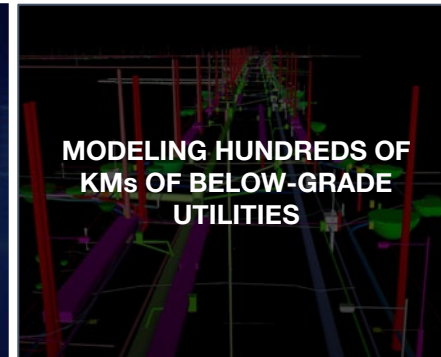 MODELING HUNDREDS OF
KMs OF BELOW-GRADE
UTILITIES